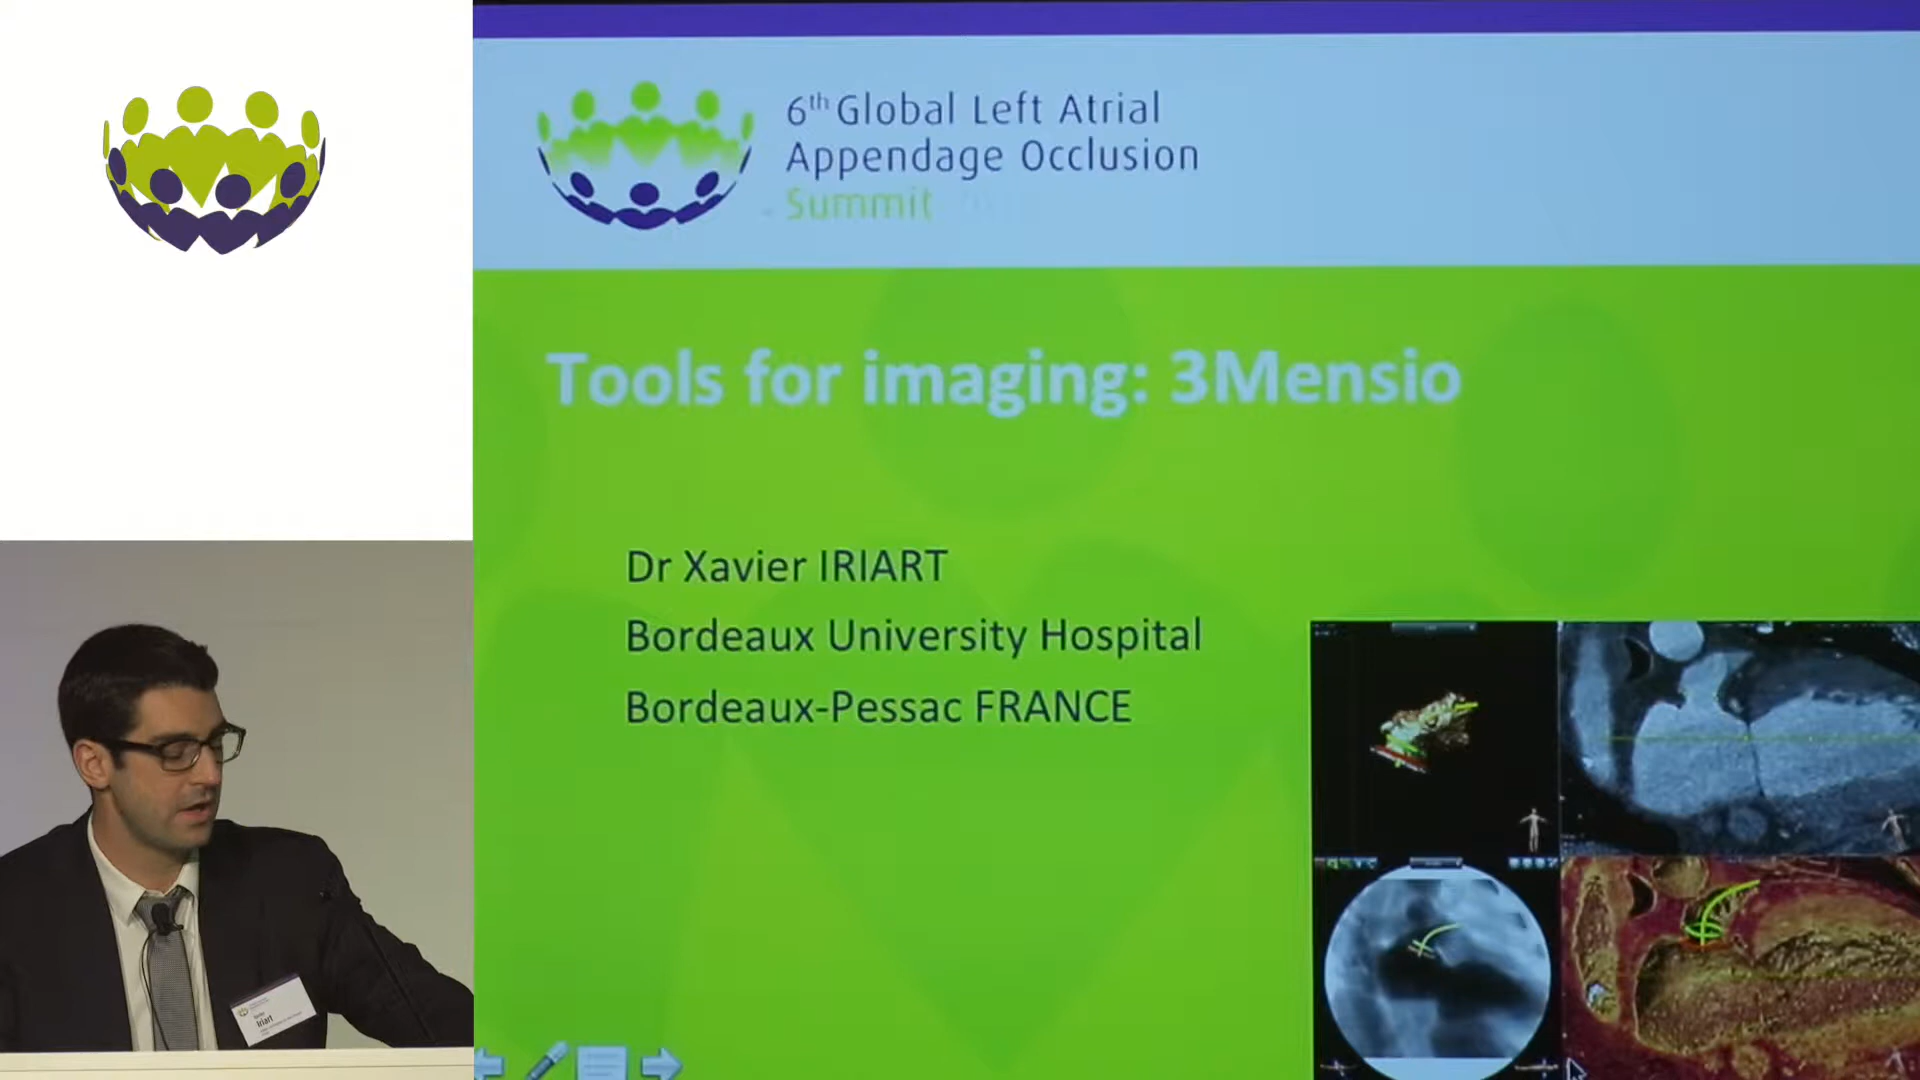 6th Global Left Atrial
Appendage Occlusion
Summit
Tools for imaging: 3Mensio
Dr Xavier IRIART
Bordeaux University Hospital
Bordeaux-Pessac FRANCE
Iriart